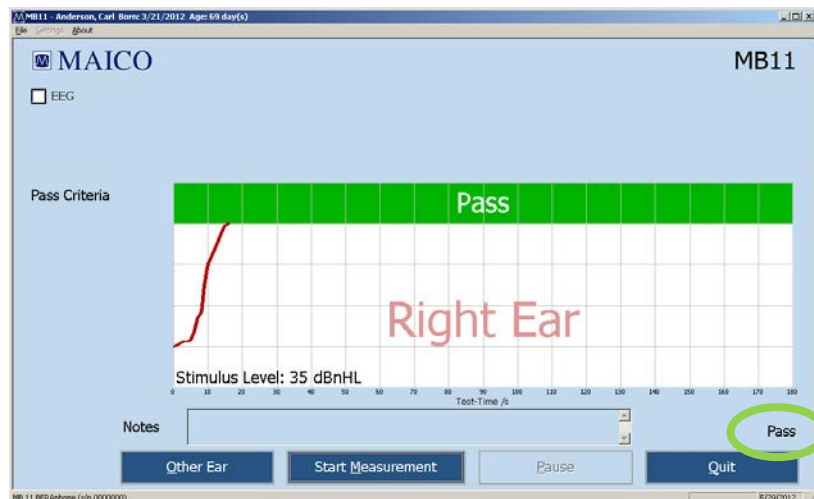 MB11 - Anderson, Carl Born: 3/21/2012 Age: 69 day(s)
File Settings About
MAICO
MB11
EEG
Pass Criteria
Pass
Right Ear
Stimulus Level: 35 dBnHL
0 10 20 30 40 50 60 70 80 90 100 110 120 130 140 150 160 170 180
Test-Time /s
Notes
Pass
Other Ear Start Measurement Pause Quit
MB 11 BERAphone (s/n 0000000) 5/29/2012